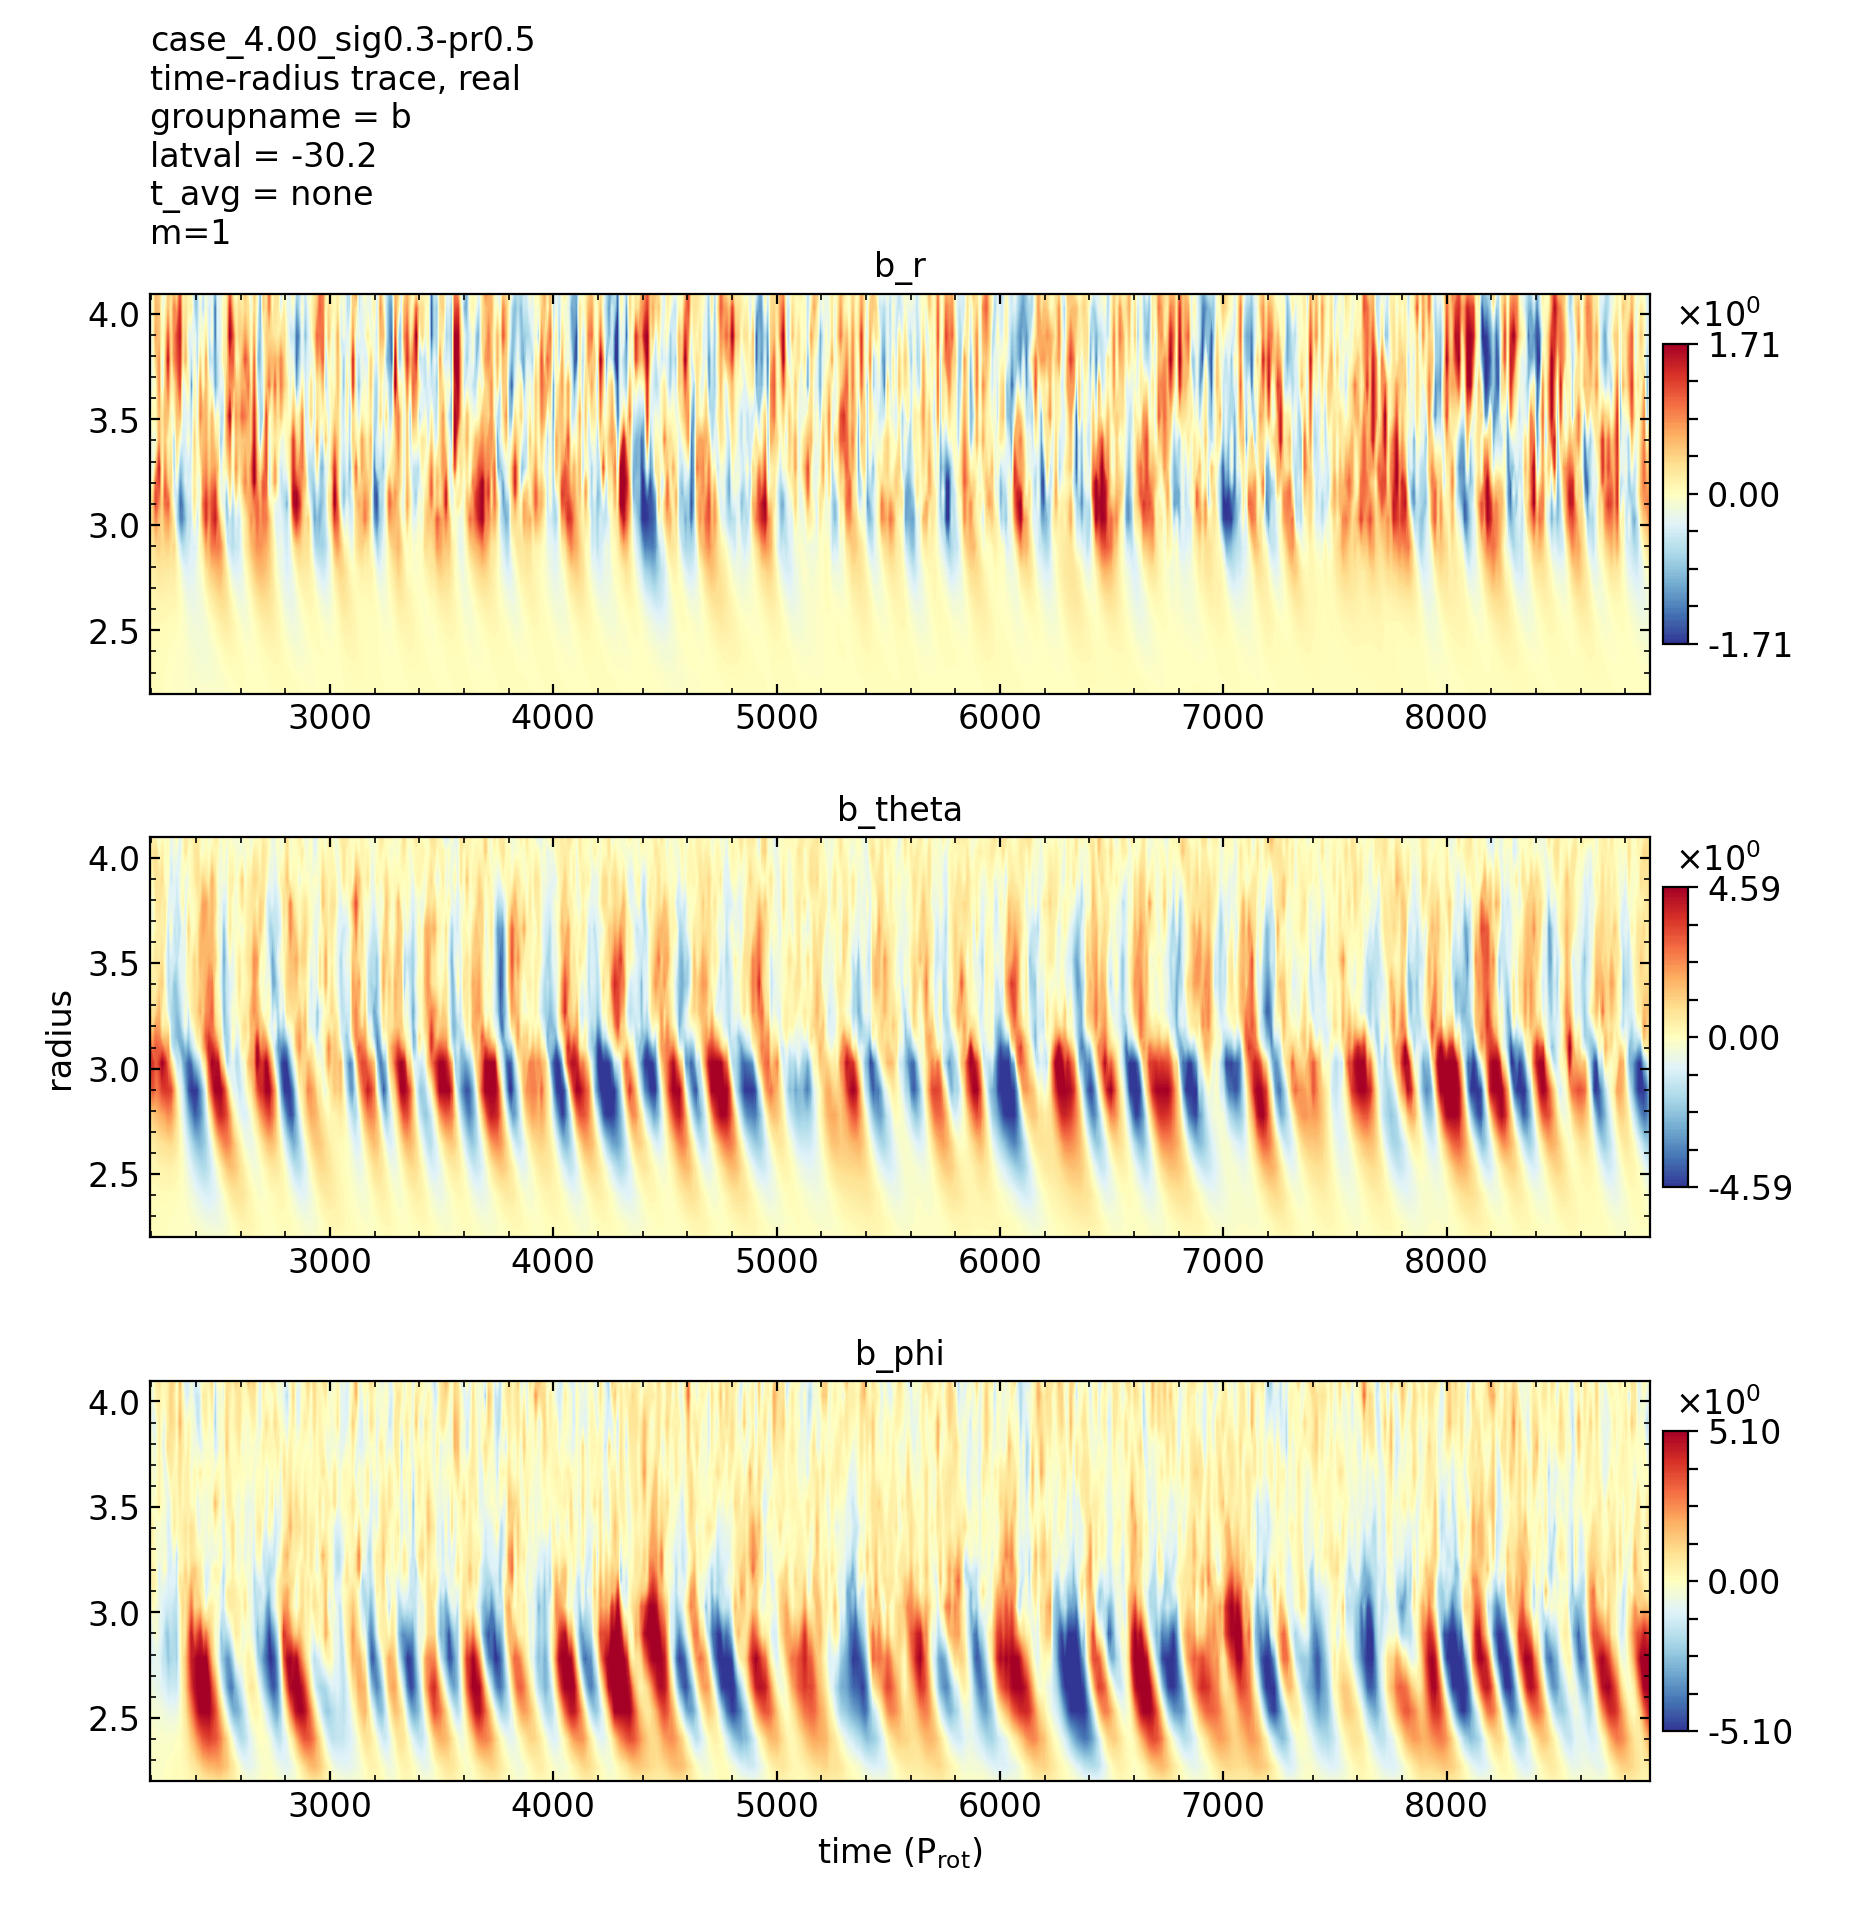 case_4.00_sig0.3-pr0.5
time-radius trace, real
groupname = b
latval = -30.2
t_avg = none
m=1
b_r
4.0
3.5
3.0
2.5
3000 4000 5000 6000 7000 8000
×10⁰
1.71
0.00
-1.71
b_theta
radius
4.0
3.5
3.0
2.5
3000 4000 5000 6000 7000 8000
×10⁰
4.59
0.00
-4.59
b_phi
4.0
3.5
3.0
2.5
3000 4000 5000 6000 7000 8000
×10⁰
5.10
0.00
-5.10
time (P_rot)